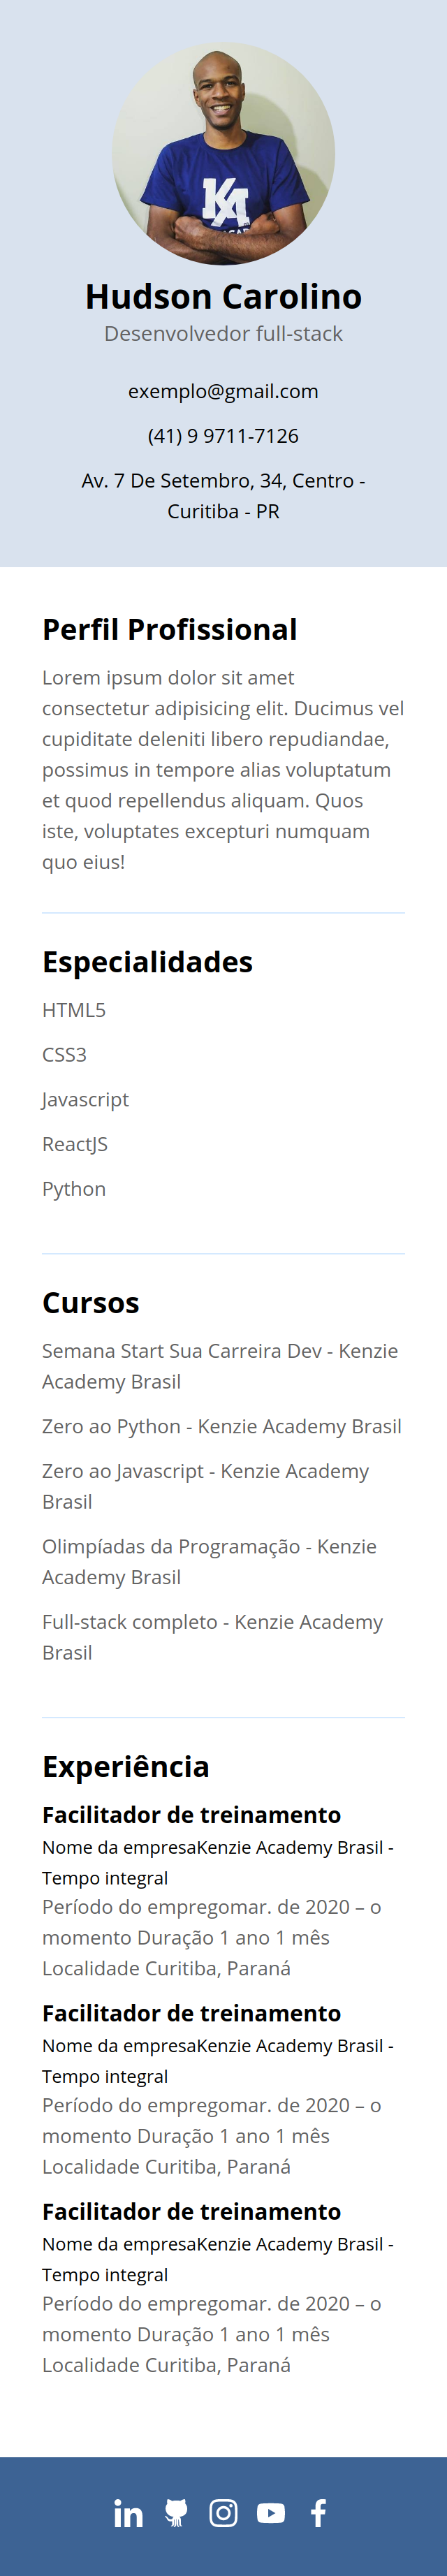 KA
Hudson Carolino
Desenvolvedor full-stack
exemplo@gmail.com
(41) 9 9711-7126
Av. 7 De Setembro, 34, Centro -
Curitiba - PR
Perfil Profissional
Lorem ipsum dolor sit amet
consectetur adipisicing elit. Ducimus vel
cupiditate deleniti libero repudiandae,
possimus in tempore alias voluptatum
et quod repellendus aliquam. Quos
iste, voluptates excepturi numquam
quo eius!
Especialidades
HTML5
CSS3
Javascript
ReactJS
Python
Cursos
Semana Start Sua Carreira Dev - Kenzie
Academy Brasil
Zero ao Python - Kenzie Academy Brasil
Zero ao Javascript - Kenzie Academy
Brasil
Olimpíadas da Programação - Kenzie
Academy Brasil
Full-stack completo - Kenzie Academy
Brasil
Experiência
Facilitador de treinamento
Nome da empresaKenzie Academy Brasil -
Tempo integral
Período do empregomar. de 2020 – o
momento Duração 1 ano 1 mês
Localidade Curitiba, Paraná
Facilitador de treinamento
Nome da empresaKenzie Academy Brasil -
Tempo integral
Período do empregomar. de 2020 – o
momento Duração 1 ano 1 mês
Localidade Curitiba, Paraná
Facilitador de treinamento
Nome da empresaKenzie Academy Brasil -
Tempo integral
Período do empregomar. de 2020 – o
momento Duração 1 ano 1 mês
Localidade Curitiba, Paraná